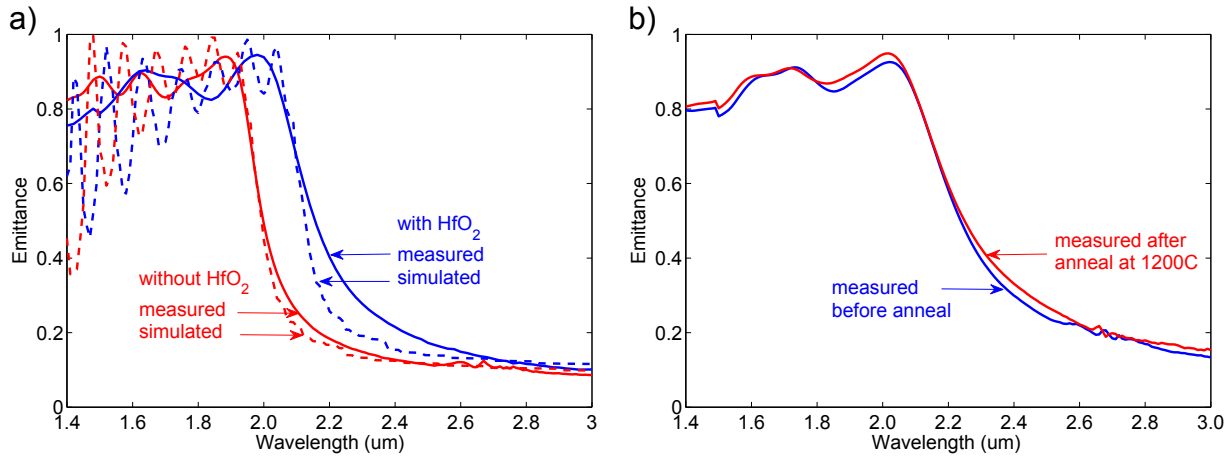 a)
1
0.8
0.6
0.4
0.2
0
Emittance
1.4 1.6 1.8 2.0 2.2 2.4 2.6 2.8 3
Wavelength (um)
with HfO2
measured
simulated
without HfO2
measured
simulated
b)
1
0.8
0.6
0.4
0.2
0
Emittance
1.4 1.6 1.8 2.0 2.2 2.4 2.6 2.8 3.0
Wavelength (um)
measured after
anneal at 1200C
measured
before anneal